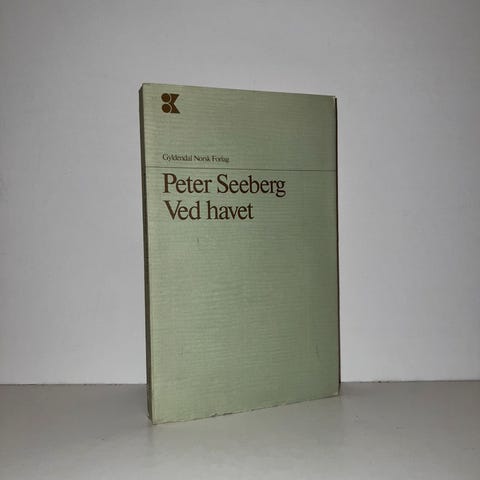 Gyldendal Norsk Forlag
Peter Seeberg
Ved havet